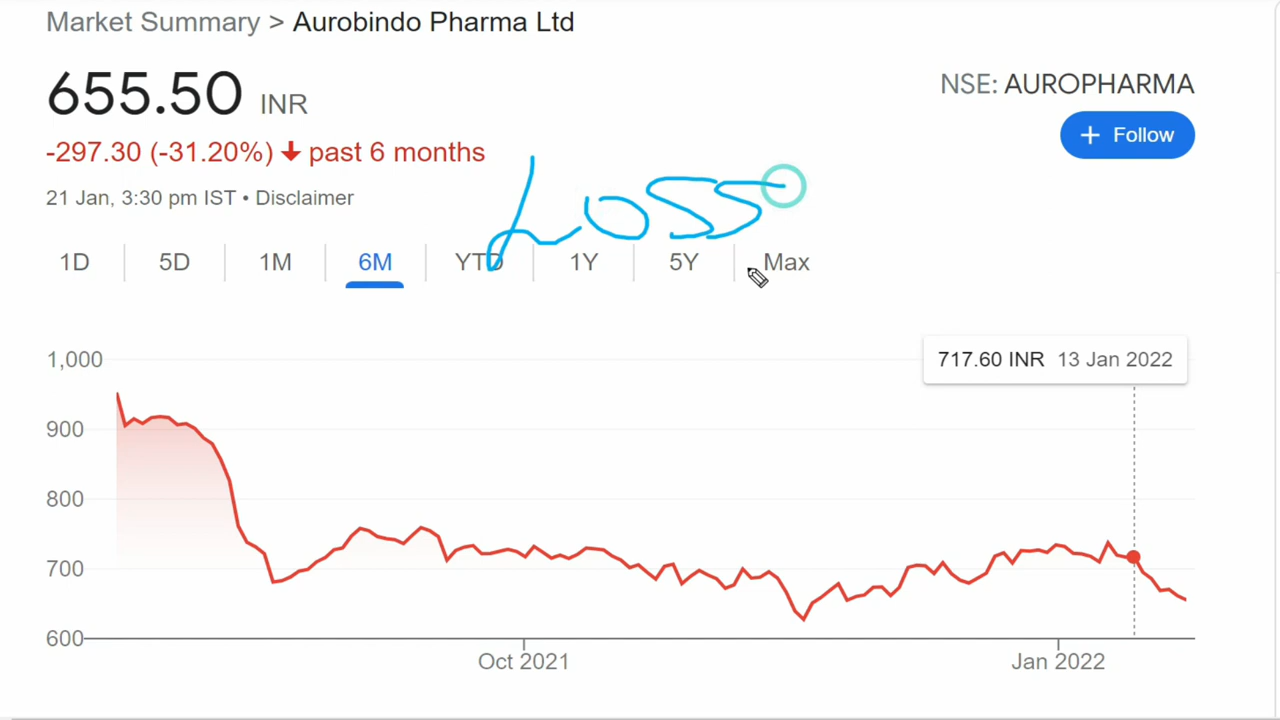 Market Summary > Aurobindo Pharma Ltd
655.50 INR
NSE: AUROPHARMA
+ Follow
-297.30 (-31.20%) ↓ past 6 months
21 Jan, 3:30 pm IST • Disclaimer
LOSS
1D 5D 1M 6M YTD 1Y 5Y Max
717.60 INR 13 Jan 2022
1,000
900
800
700
600
Oct 2021 Jan 2022